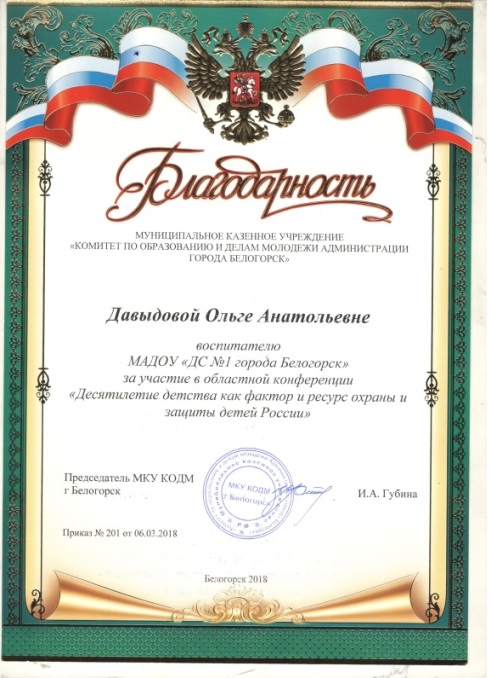 Благодарность
МУНИЦИПАЛЬНОЕ КАЗЕННОЕ УЧРЕЖДЕНИЕ
«КОМИТЕТ ПО ОБРАЗОВАНИЮ И ДЕЛАМ МОЛОДЕЖИ АДМИНИСТРАЦИИ
ГОРОДА БЕЛОГОРСК»
Давыдовой Ольге Анатольевне
воспитателю
МАДОУ «ДС №1 города Белогорск»
за участие в областной конференции
«Десятилетие детства как фактор и ресурс охраны и
защиты детей России»
Председатель МКУ КОДМ
г Белогорск
МКУ КОДМ
г Белогорск
И.А. Губина
Приказ № 201 от 06.03.2018
Белогорск 2018